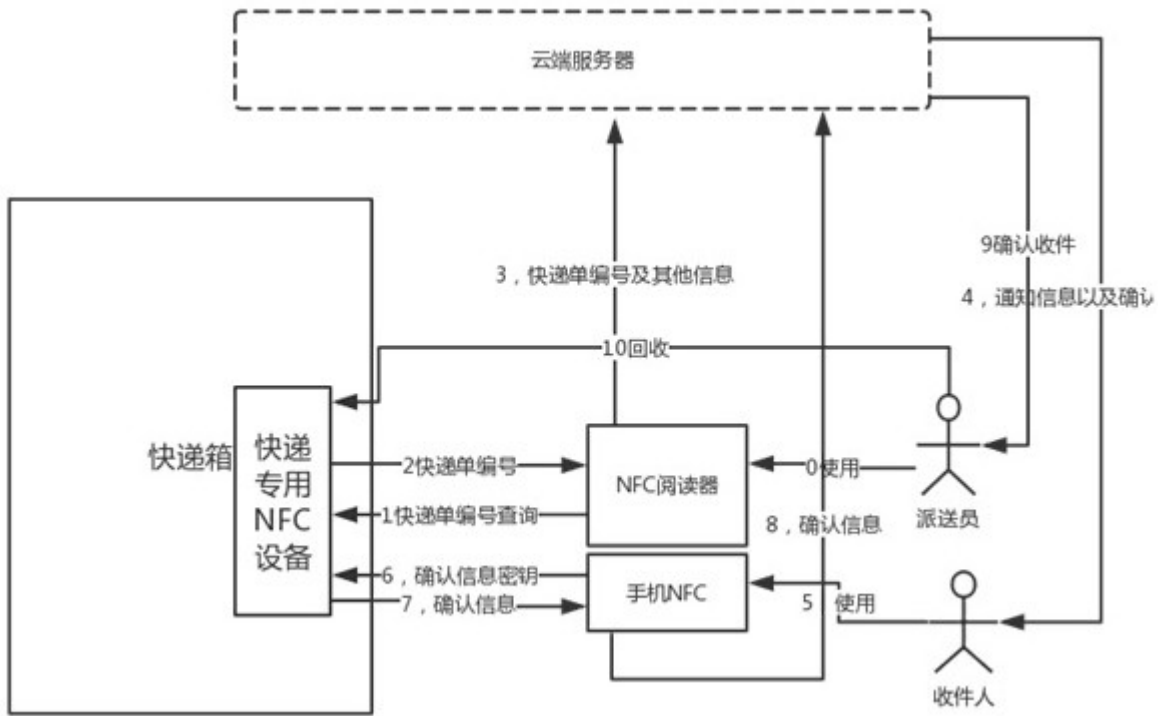 云端服务器
9确认收件
3，快递单编号及其他信息
4，通知信息以及确认
10回收
快递箱
快递
专用
NFC
设备
2快递单编号
NFC阅读器
0使用
派送员
1快递单编号查询
8，确认信息
6，确认信息密钥
手机NFC
7，确认信息
5 使用
收件人